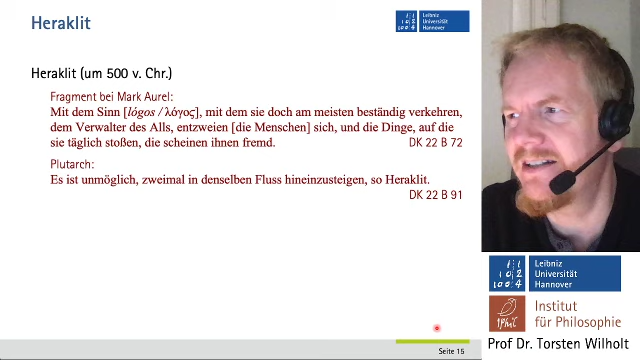 Heraklit
Leibniz
Universität
Hannover
Heraklit (um 500 v. Chr.)
Fragment bei Mark Aurel:
Mit dem Sinn [lógos / λόγος], mit dem sie doch am meisten beständig verkehren,
dem Verwalter des Alls, entzweien [die Menschen] sich, und die Dinge, auf die
sie täglich stoßen, die scheinen ihnen fremd. DK 22 B 72
Plutarch:
Es ist unmöglich, zweimal in denselben Fluss hineinzusteigen, so Heraklit.
DK 22 B 91
Seite 15
Leibniz
Universität
Hannover
Institut
für Philosophie
Prof Dr. Torsten Wilholt